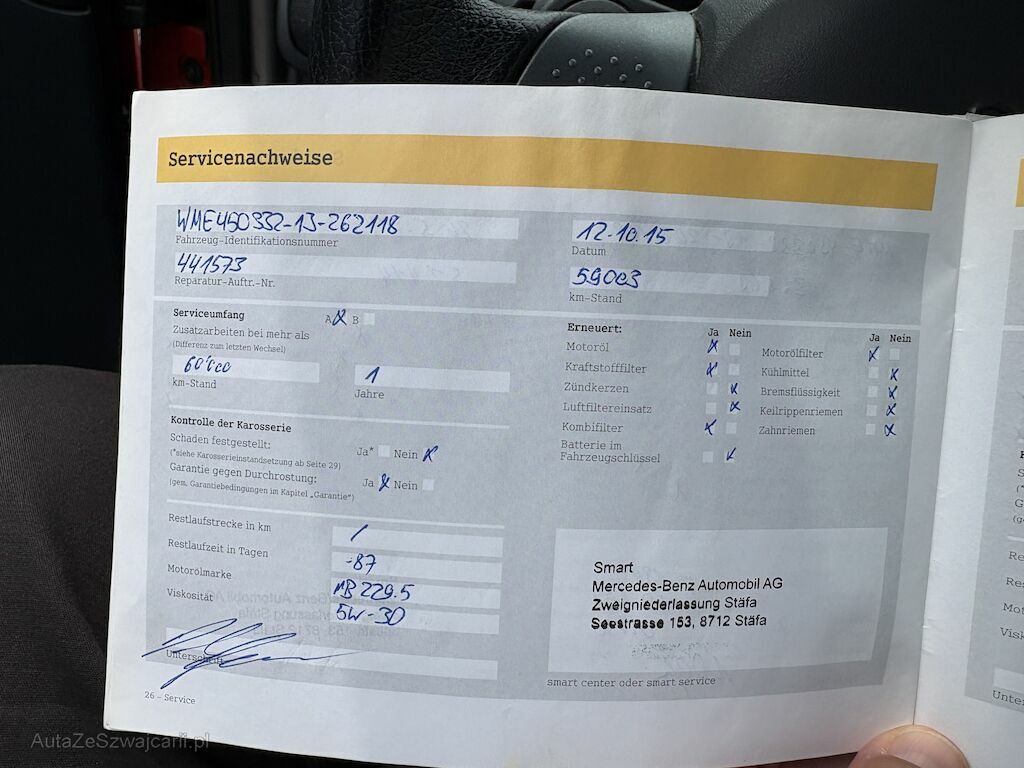 Servicenachweise
WME450332-13-262118
Fahrzeug-Identifikationsnummer
441573
Reparatur-Auftr.-Nr.
12.10.15
Datum
59003
km-Stand
Serviceumfang A X B
Zusatzarbeiten bei mehr als
(Differenz zum letzten Wechsel)
60'000
km-Stand
1
Jahre
Kontrolle der Karosserie
Schaden festgestellt: Ja* Nein X
(*siehe Karosserieinstandsetzung ab Seite 29)
Garantie gegen Durchrostung: Ja X Nein
(gem. Garantiebedingungen im Kapitel „Garantie")
Restlaufstrecke in km /
Restlaufzeit in Tagen -87
Motorölmarke MB 229.5
Viskosität 5W-30
Unterschrift
Erneuert: Ja Nein
Motoröl X
Kraftstofffilter X
Zündkerzen X
Luftfiltereinsatz X
Kombifilter X
Batterie im
Fahrzeugschlüssel
Ja Nein
Motorölfilter X
Kühlmittel X
Bremsflüssigkeit X
Keilrippenriemen X
Zahnriemen X
Smart
Mercedes-Benz Automobil AG
Zweigniederlassung Stäfa
Seestrasse 153, 8712 Stäfa
smart center oder smart service
26 – Service
AutaZeSzwajcarii.pl